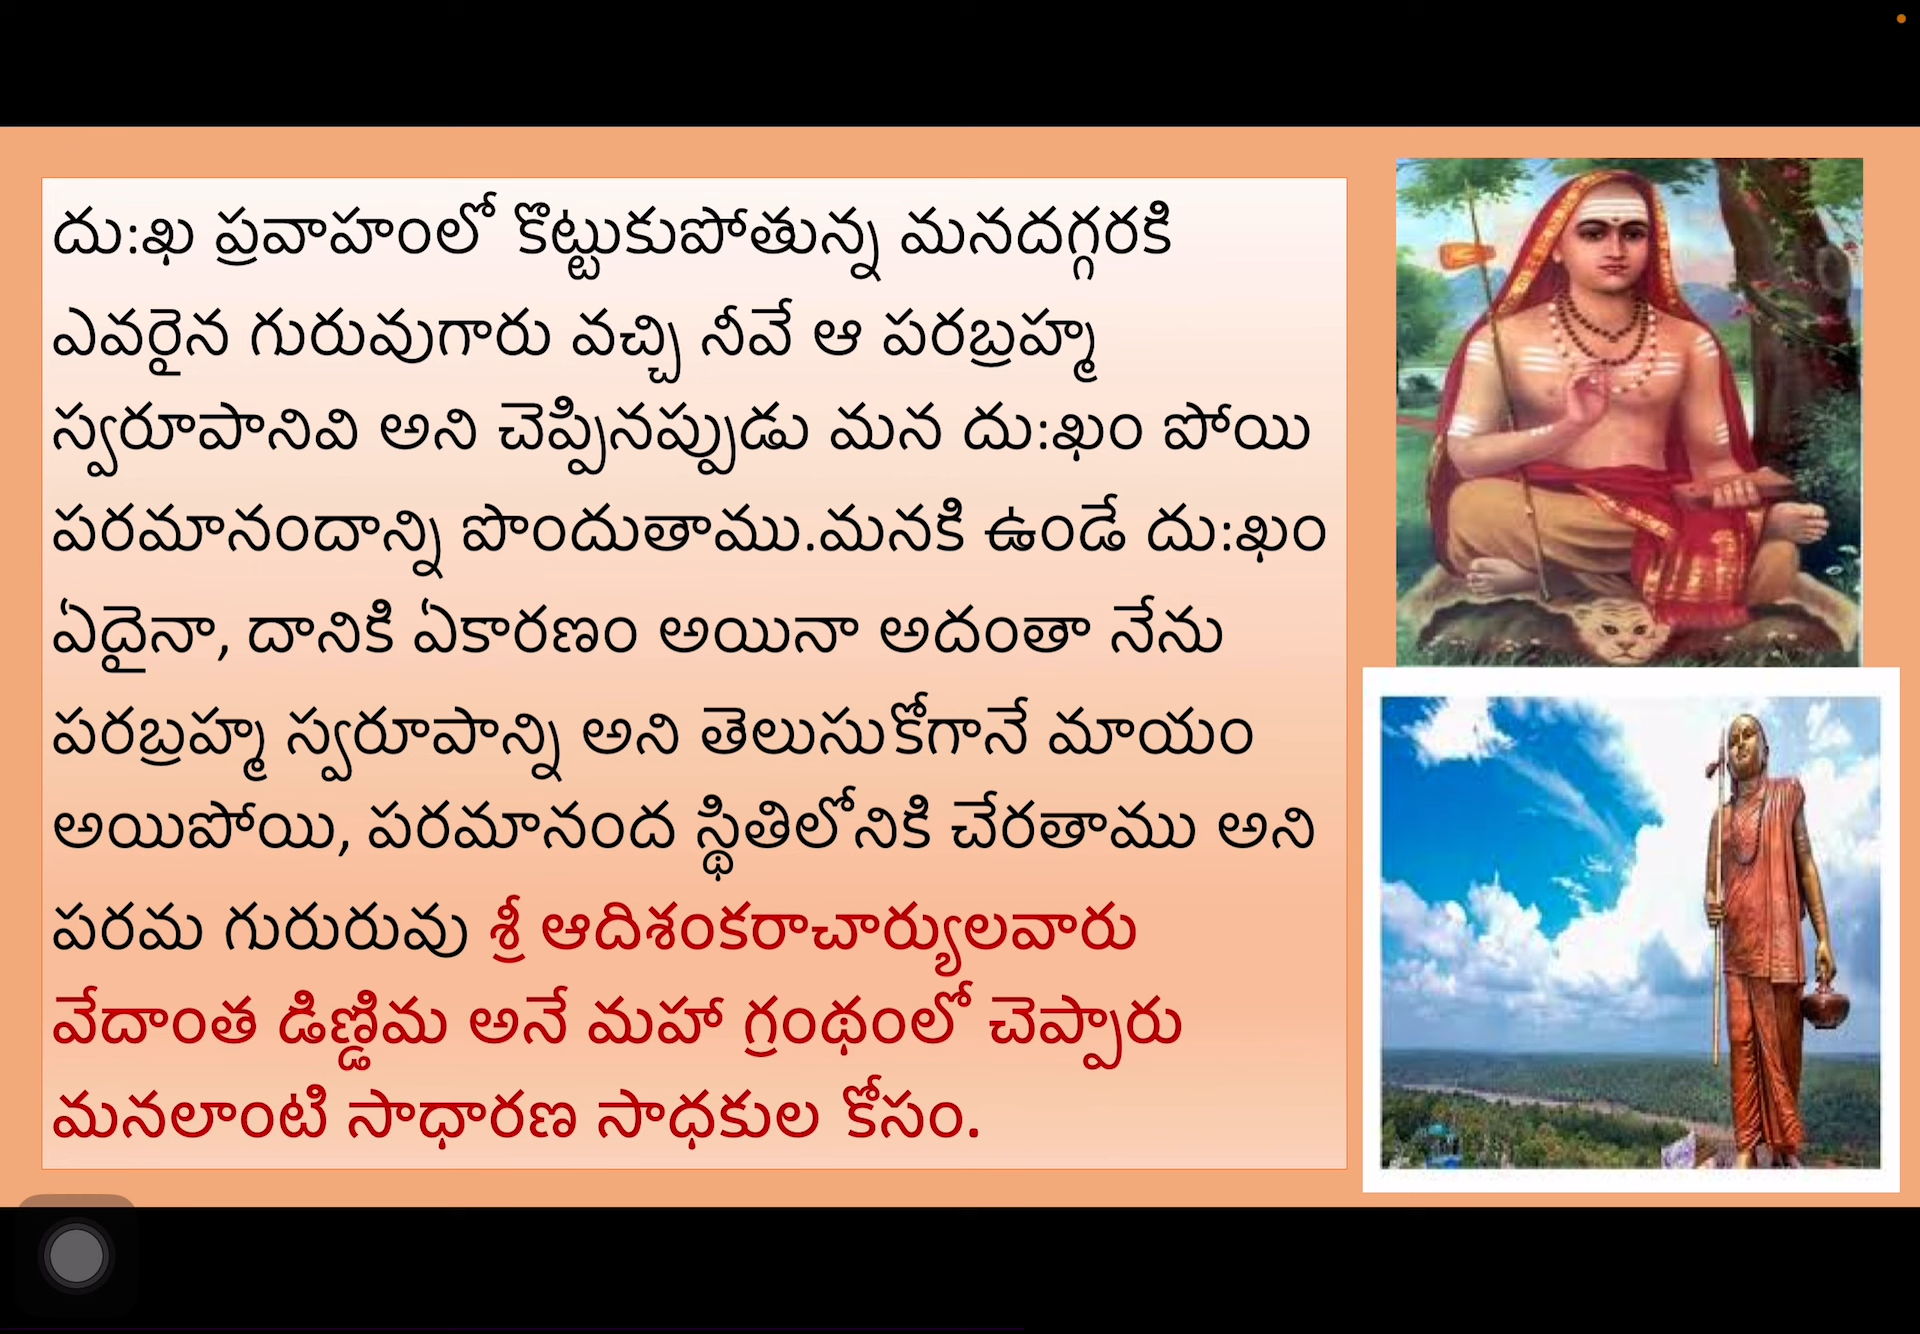 దు:ఖ ప్రవాహంలో కొట్టుకుపోతున్న మనదగ్గరకి
ఎవరైన గురువుగారు వచ్చి నీవే ఆ పరబ్రహ్మ
స్వరూపానివి అని చెప్పినప్పుడు మన దు:ఖం పోయి
పరమానందాన్ని పొందుతాము.మనకి ఉండే దు:ఖం
ఏదైనా, దానికి ఏకారణం అయినా అదంతా నేను
పరబ్రహ్మ స్వరూపాన్ని అని తెలుసుకోగానే మాయం
అయిపోయి, పరమానంద స్థితిలోనికి చేరతాము అని
పరమ గురురువు శ్రీ ఆదిశంకరాచార్యులవారు
వేదాంత డిణ్డిమ అనే మహా గ్రంథంలో చెప్పారు
మనలాంటి సాధారణ సాధకుల కోసం.